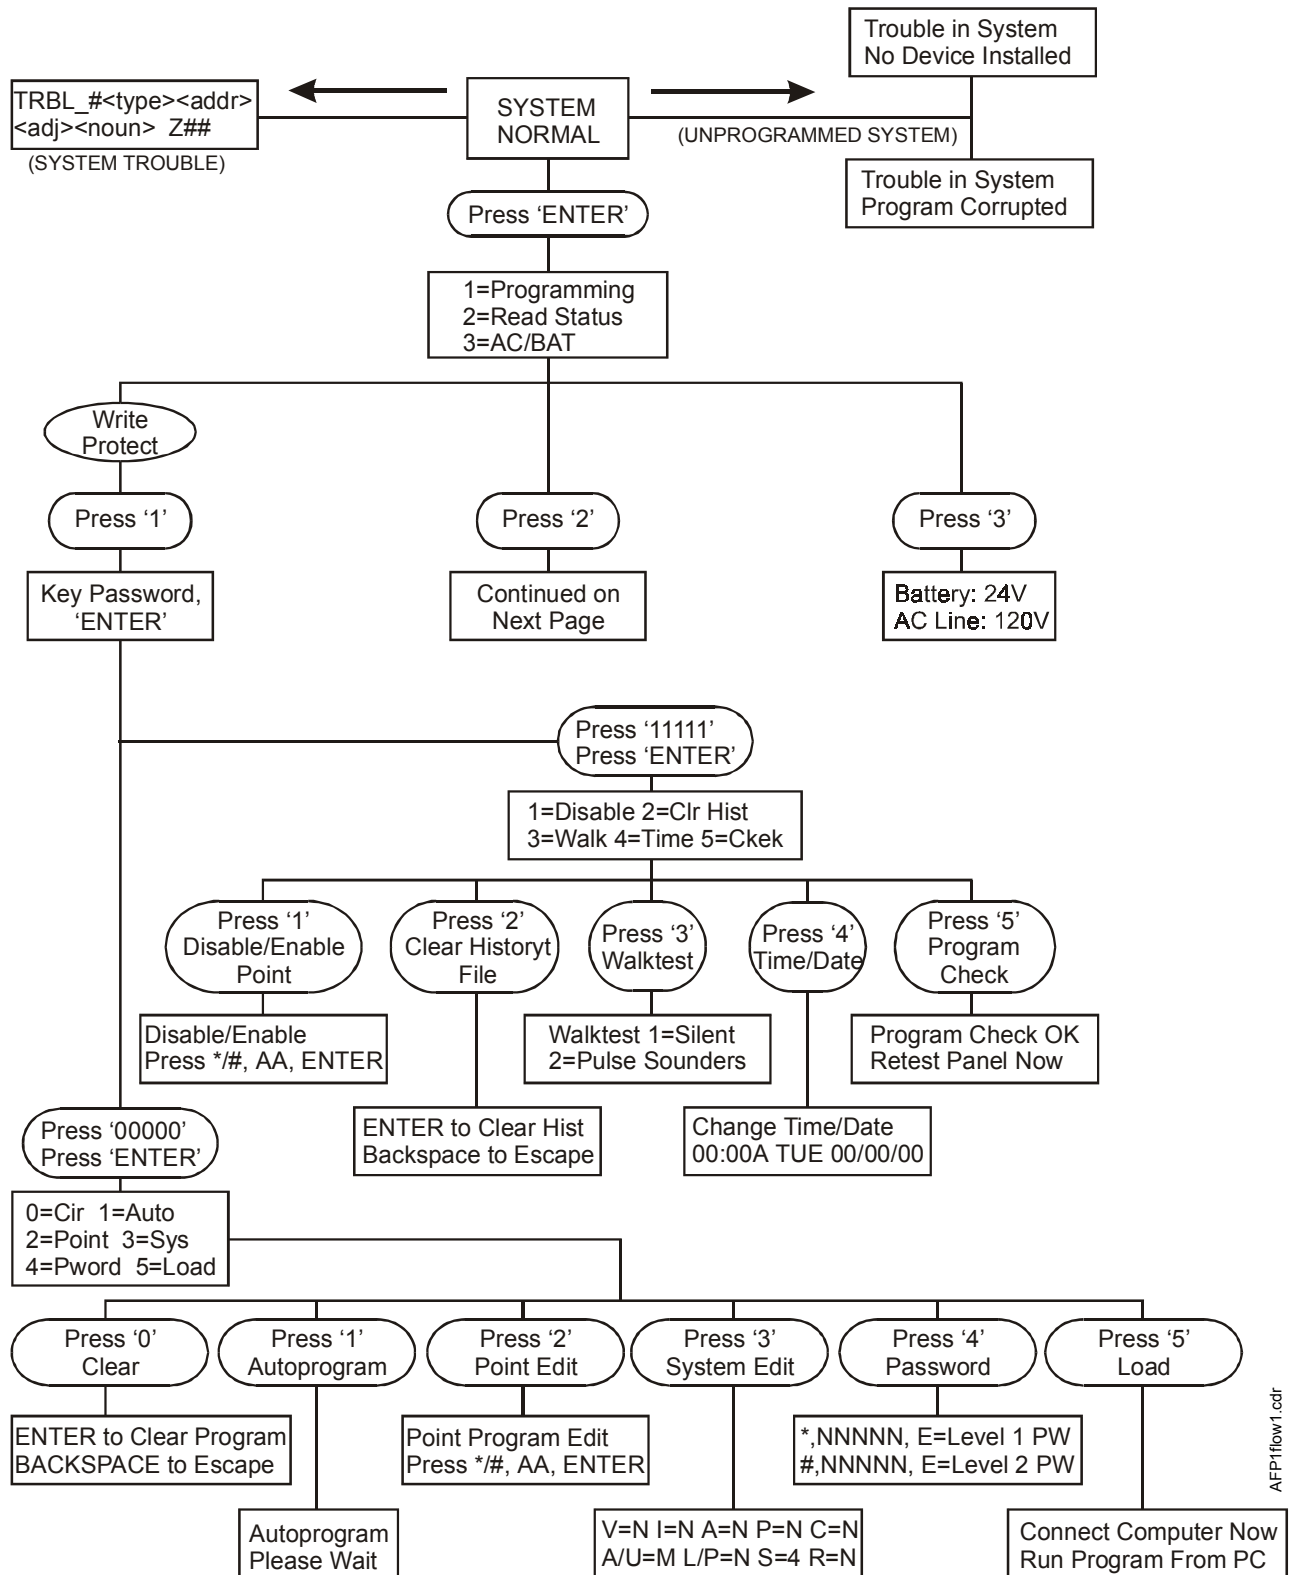 Trouble in System
No Device Installed
TRBL_#<type><addr>
<adj><noun> Z##
(SYSTEM TROUBLE)
SYSTEM
NORMAL
(UNPROGRAMMED SYSTEM)
Trouble in System
Program Corrupted
Press ‘ENTER’
1=Programming
2=Read Status
3=AC/BAT
Write
Protect
Press ‘1’
Press ‘2’
Press ‘3’
Key Password,
‘ENTER’
Continued on
Next Page
Battery: 24V
AC Line: 120V
Press ‘11111’
Press ‘ENTER’
1=Disable 2=Clr Hist
3=Walk 4=Time 5=Ckek
Press ‘1’
Disable/Enable
Point
Press ‘2’
Clear Historyt
File
Press ‘3’
Walktest
Press ‘4’
Time/Date
Press ‘5’
Program
Check
Disable/Enable
Press */#, AA, ENTER
Walktest 1=Silent
2=Pulse Sounders
Program Check OK
Retest Panel Now
ENTER to Clear Hist
Backspace to Escape
Change Time/Date
00:00A TUE 00/00/00
Press ‘00000’
Press ‘ENTER’
0=Cir 1=Auto
2=Point 3=Sys
4=Pword 5=Load
Press ‘0’
Clear
Press ‘1’
Autoprogram
Press ‘2’
Point Edit
Press ‘3’
System Edit
Press ‘4’
Password
Press ‘5’
Load
ENTER to Clear Program
BACKSPACE to Escape
Point Program Edit
Press */#, AA, ENTER
*,NNNNN, E=Level 1 PW
#,NNNNN, E=Level 2 PW
Autoprogram
Please Wait
V=N I=N A=N P=N C=N
A/U=M L/P=N S=4 R=N
Connect Computer Now
Run Program From PC
AFP1flow1.cdr